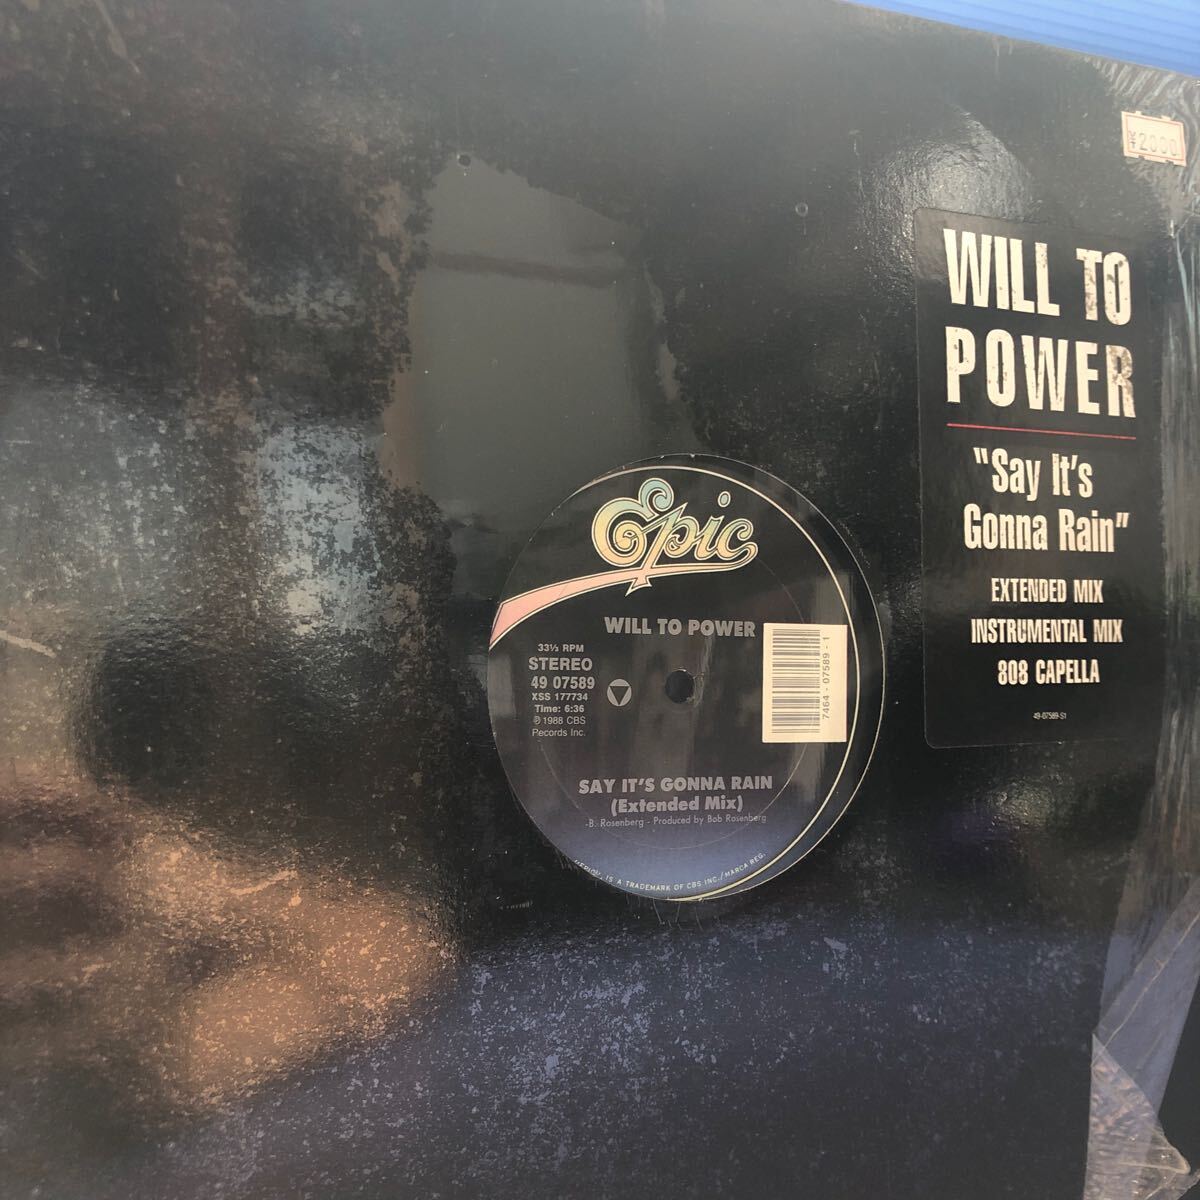 ¥2000
WILL TO
POWER
"Say It's
Gonna Rain"
EXTENDED MIX
INSTRUMENTAL MIX
808 CAPELLA
49-07589-S1
Epic
WILL TO POWER
33⅓ RPM
STEREO
49 07589
XSS 177734
Time: 6:36
℗ 1988 CBS
Records Inc.
7464-07589-1
SAY IT'S GONNA RAIN
(Extended Mix)
-B. Rosenberg - Produced by Bob Rosenberg
IS A TRADEMARK OF CBS INC./MARCA REG.